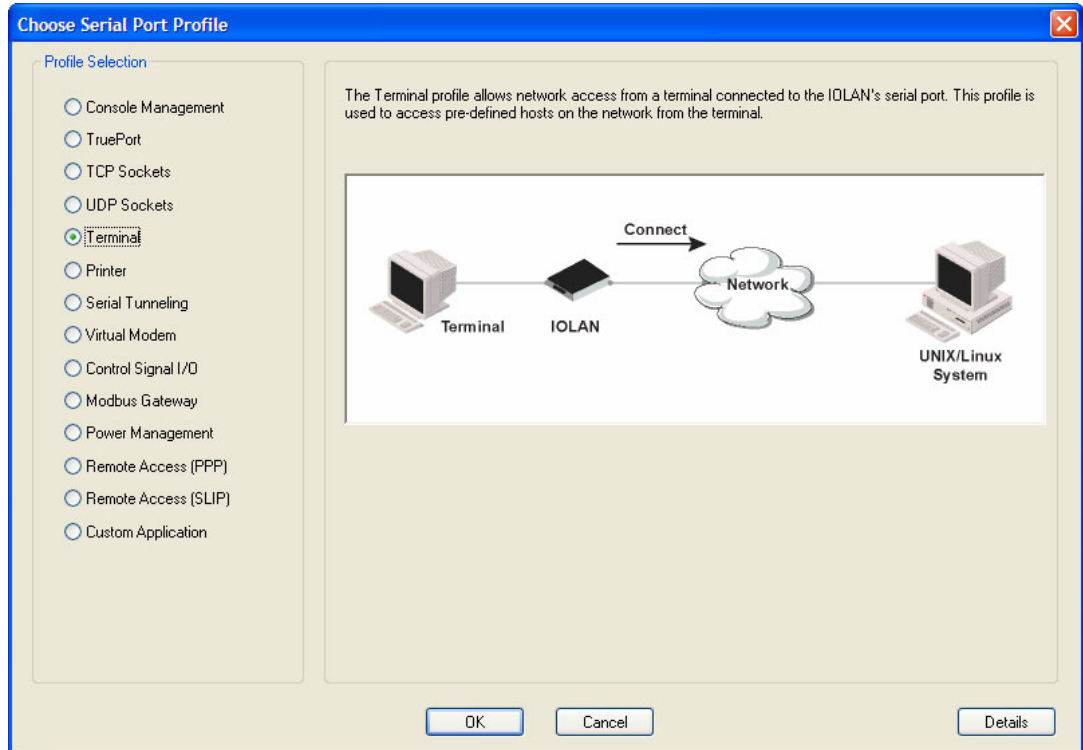 Choose Serial Port Profile
Profile Selection
Console Management
TruePort
TCP Sockets
UDP Sockets
Terminal
Printer
Serial Tunneling
Virtual Modem
Control Signal I/O
Modbus Gateway
Power Management
Remote Access (PPP)
Remote Access (SLIP)
Custom Application
The Terminal profile allows network access from a terminal connected to the IOLAN's serial port. This profile is
used to access pre-defined hosts on the network from the terminal.
Connect
Network
Terminal
IOLAN
UNIX/Linux
System
OK
Cancel
Details